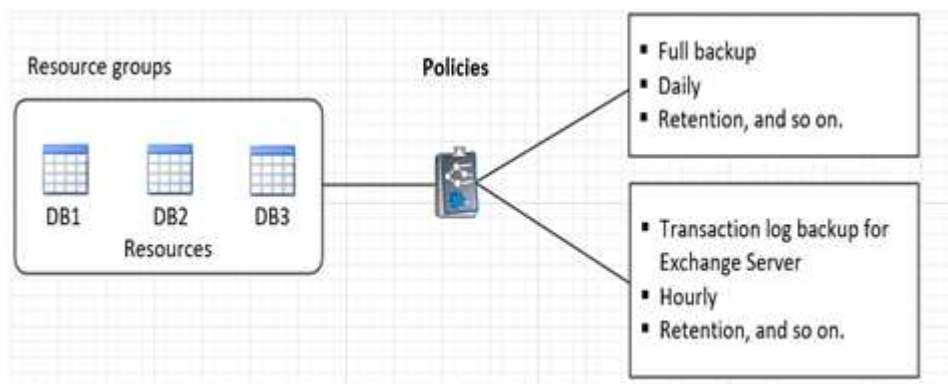 Resource groups
DB1
DB2
DB3
Resources
Policies
▪ Full backup
▪ Daily
▪ Retention, and so on.
▪ Transaction log backup for
Exchange Server
▪ Hourly
▪ Retention, and so on.